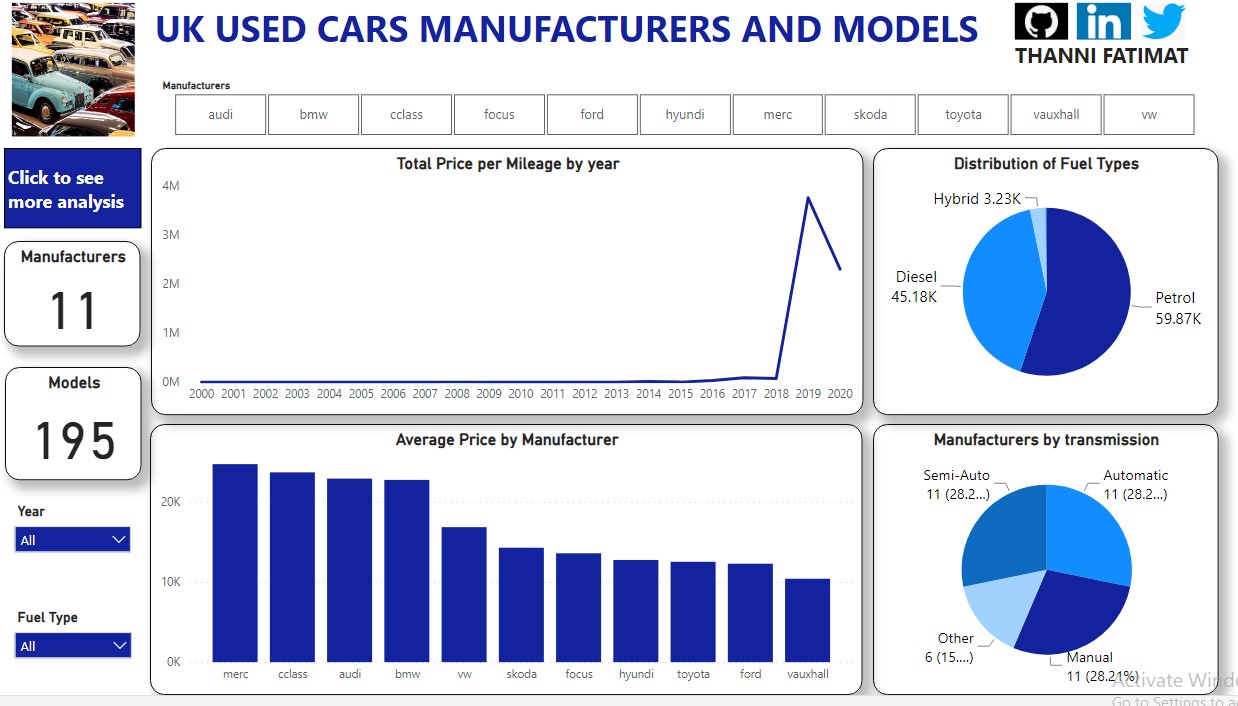 UK USED CARS MANUFACTURERS AND MODELS
in
THANNI FATIMAT
Manufacturers
audi
bmw
cclass
focus
ford
hyundi
merc
skoda
toyota
vauxhall
vw
Click to see
more analysis
Manufacturers
11
Models
195
Year
All
Fuel Type
All
Total Price per Mileage by year
4M
3M
2M
1M
0M
2000 2001 2002 2003 2004 2005 2006 2007 2008 2009 2010 2011 2012 2013 2014 2015 2016 2017 2018 2019 2020
Distribution of Fuel Types
Hybrid 3.23K
Diesel
45.18K
Petrol
59.87K
Average Price by Manufacturer
20K
10K
0K
merc cclass audi bmw vw skoda focus hyundi toyota ford vauxhall
Manufacturers by transmission
Semi-Auto
11 (28.2...)
Automatic
11 (28.2...)
Other
6 (15....)
Manual
11 (28.21%)
Activate Windo
Go to Settings to a